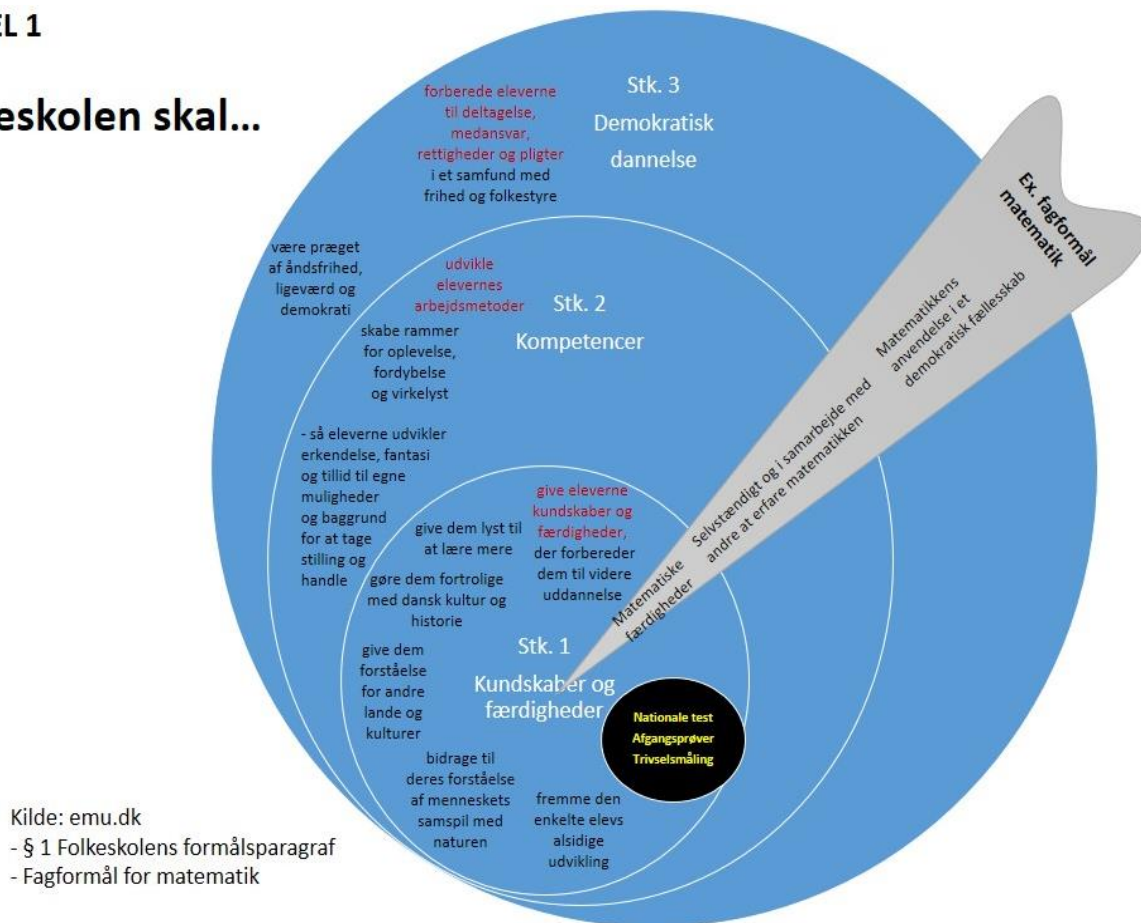 EL 1
eskolen skal...
Stk. 3
Demokratisk
dannelse
forberede eleverne
til deltagelse,
medansvar,
rettigheder og pligter
i et samfund med
frihed og folkestyre
være præget
af åndsfrihed,
ligeværd og
demokrati
Stk. 2
Kompetencer
udvikle
elevernes
arbejdsmetoder
skabe rammer
for oplevelse,
fordybelse
og virkelyst
- så eleverne udvikler
erkendelse, fantasi
og tillid til egne
muligheder
og baggrund
for at tage
stilling og
handle
Stk. 1
Kundskaber og
færdigheder
give eleverne
kundskaber og
færdigheder,
der forbereder
dem til videre
uddannelse
give dem lyst til
at lære mere
gøre dem fortrolige
med dansk kultur og
historie
give dem
forståelse
for andre
lande og
kulturer
bidrage til
deres forståelse
af menneskets
samspil med
naturen
fremme den
enkelte elevs
alsidige
udvikling
Nationale test
Afgangsprøver
Trivselsmåling
Ex. fagformål
matematik
Matematikkens
anvendelse i et
demokratisk fællesskab
Selvstændigt og i samarbejde med
andre at erfare matematikken
Matematiske
færdigheder
Kilde: emu.dk
- § 1 Folkeskolens formålsparagraf
- Fagformål for matematik